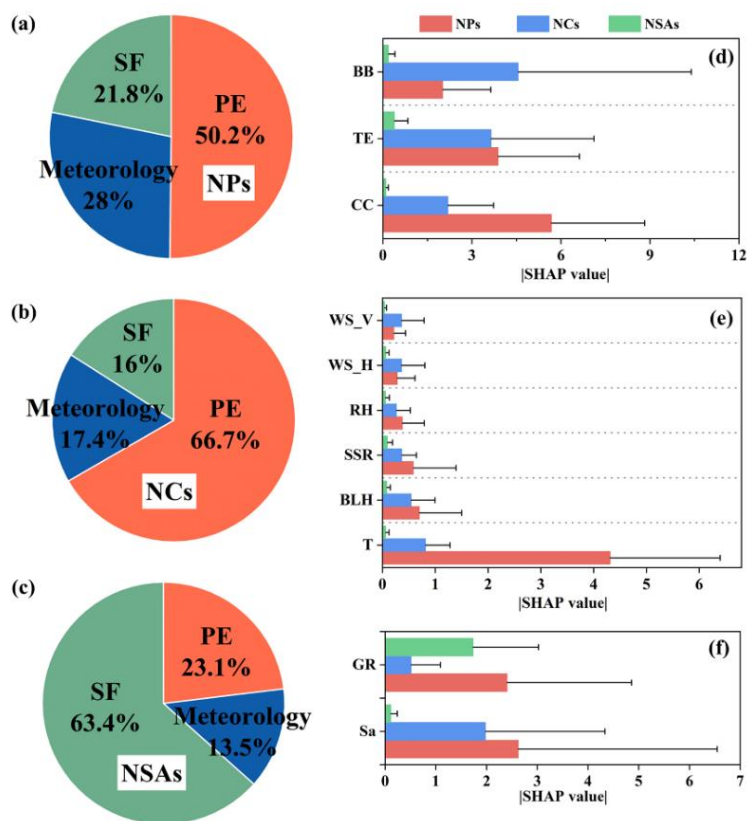 (a)
SF
21.8%
PE
50.2%
Meteorology
28%
NPs
(b)
SF
16%
PE
66.7%
Meteorology
17.4%
NCs
(c)
PE
23.1%
SF
63.4%
Meteorology
13.5%
NSAs
NPs NCs NSAs
(d)
BB
TE
CC
0 3 6 9 12
|SHAP value|
(e)
WS_V
WS_H
RH
SSR
BLH
T
0 1 2 3 4 5 6
|SHAP value|
(f)
GR
Sa
0 1 2 3 4 5 6 7
|SHAP value|